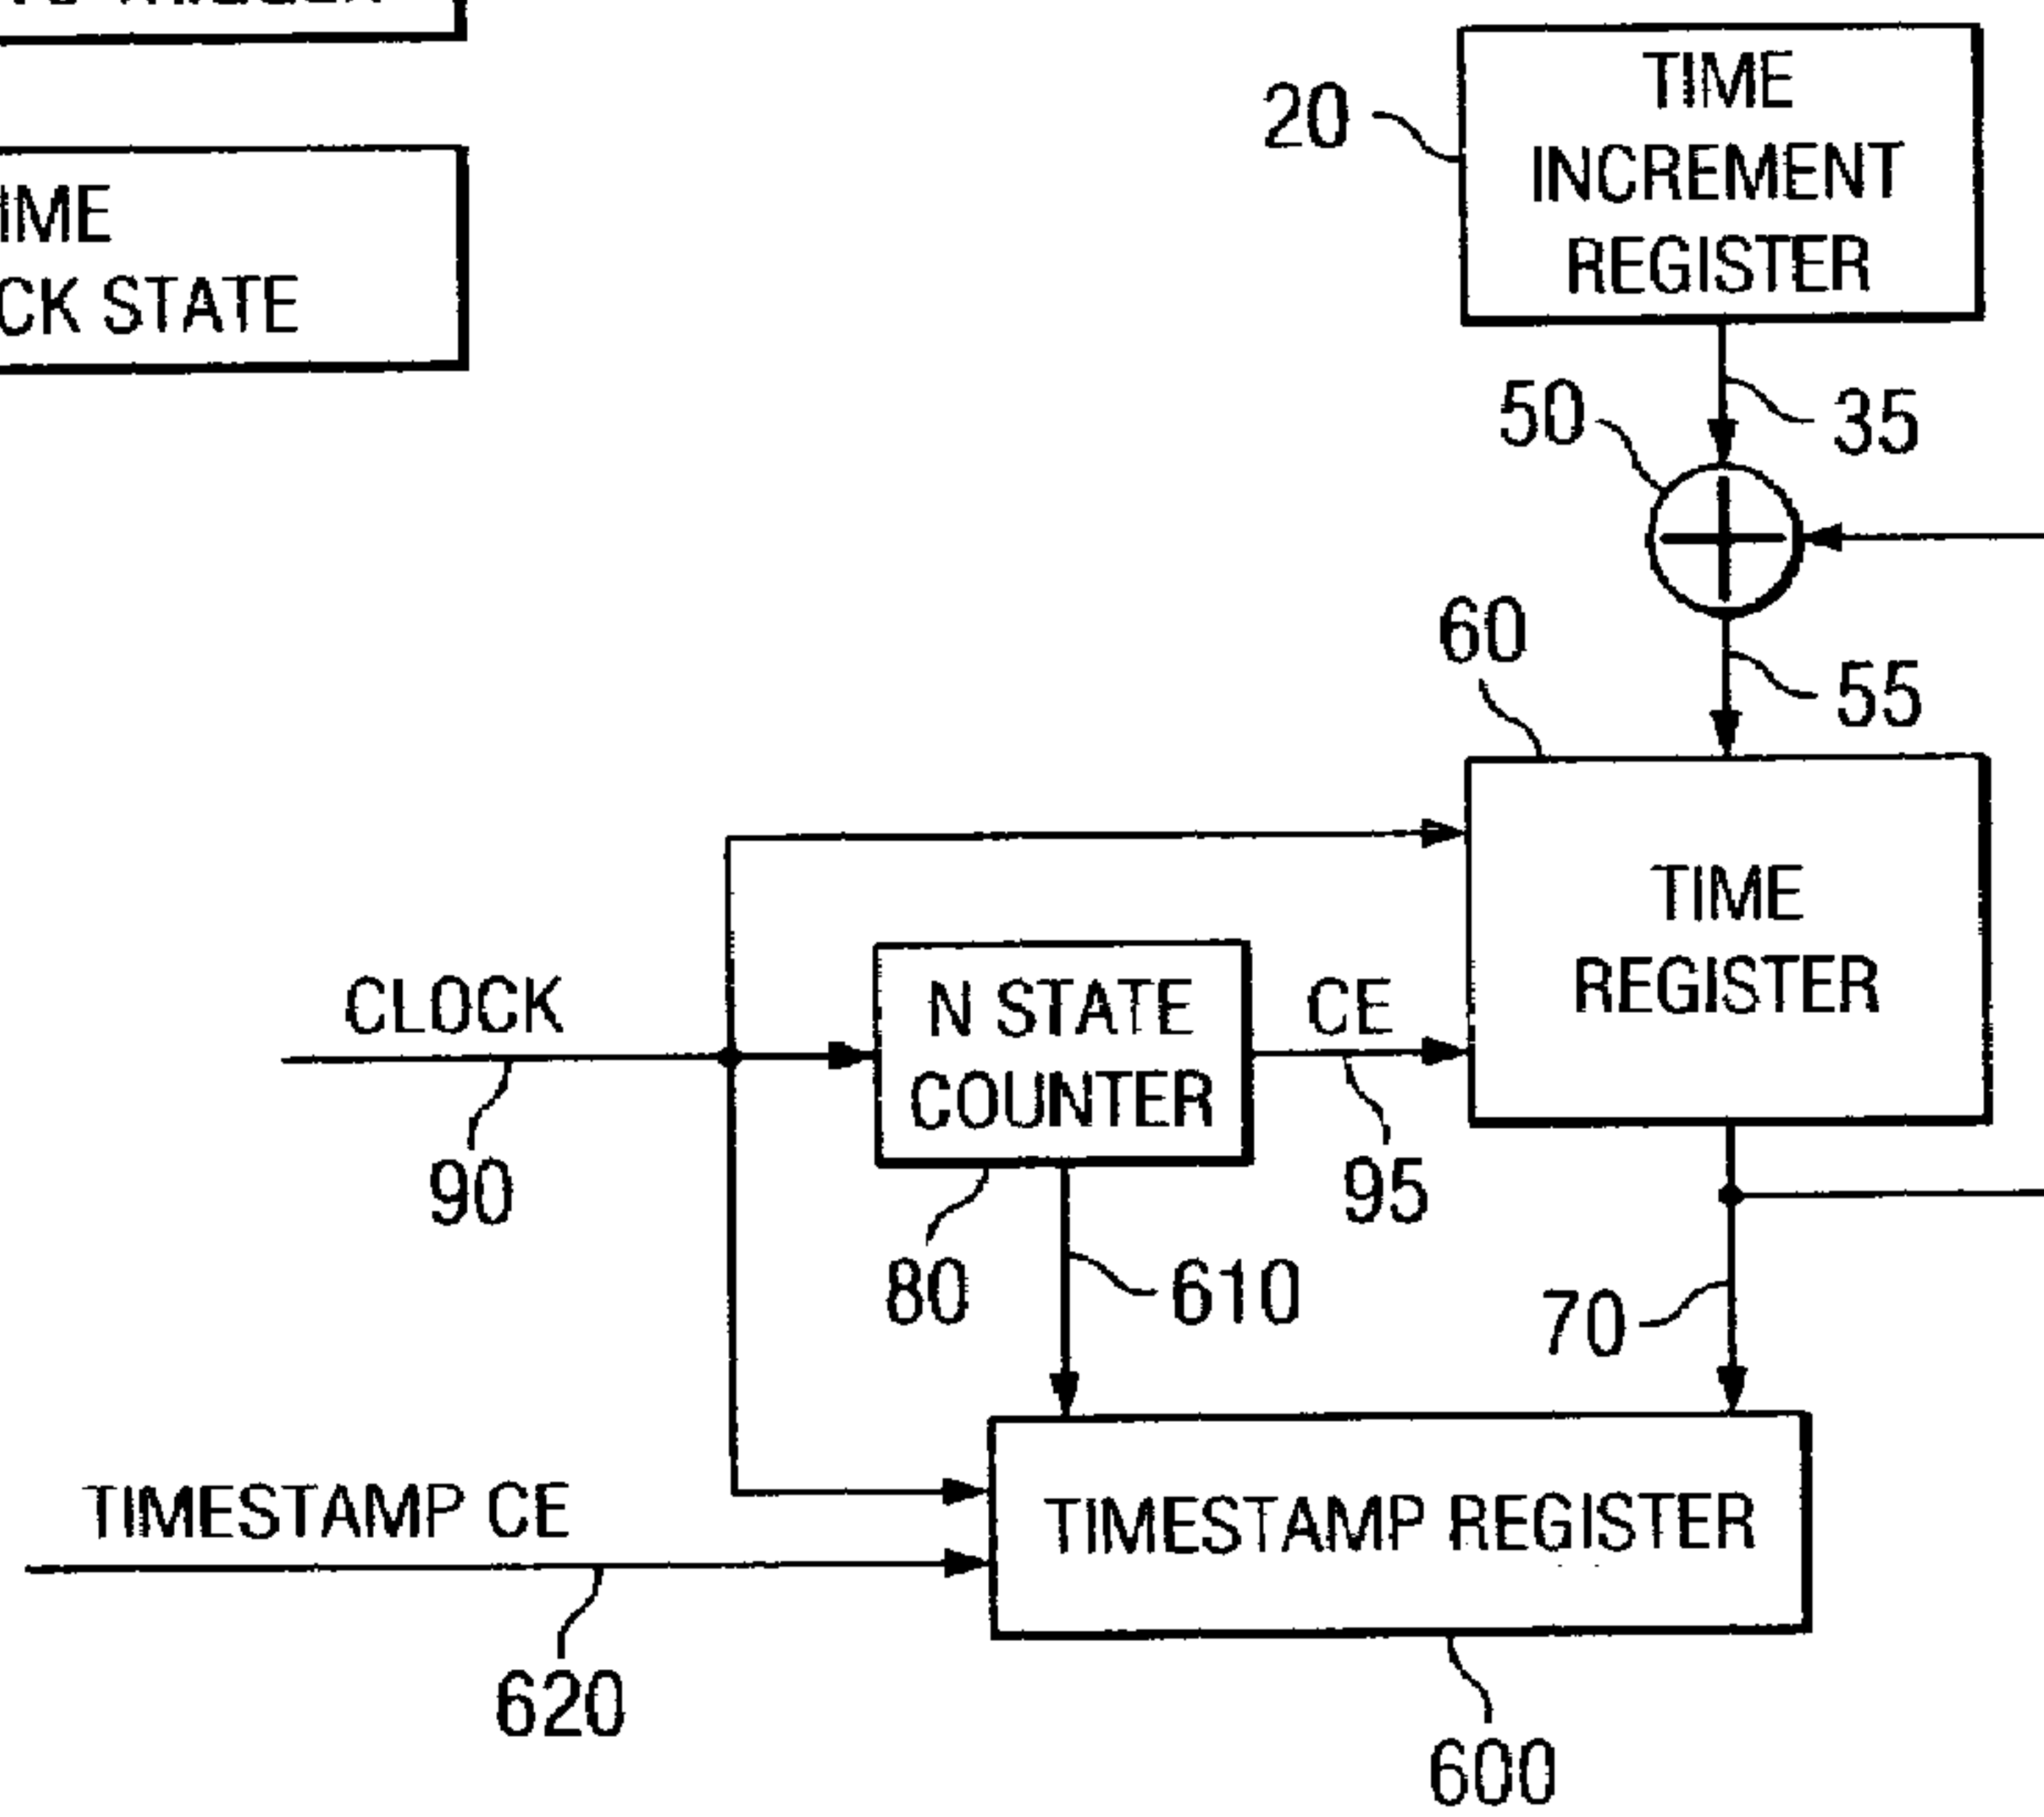 CK STATE
20
TIME
INCREMENT
REGISTER
50
35
60
55
TIME
REGISTER
CLOCK
N STATE
COUNTER
CE
90
95
80
610
70
TIMESTAMP CE
TIMESTAMP REGISTER
620
600